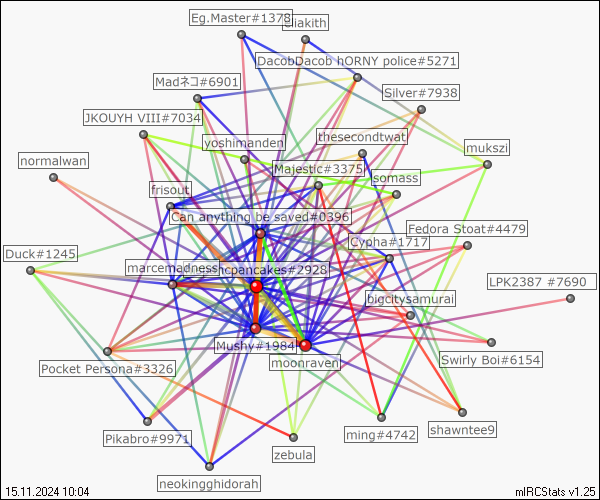 Eg.Master#1378
Eliakith
DacobDacob hORNY police#5271
Madネコ#6901
Silver#7938
JKOUYH VIII#7034
yoshimanden
thesecondtwat
mukszi
normalwan
Majestic#3375
somass
frisout
Can anything be saved#0396
Fedora Stoat#4479
Cypha#1717
Duck#1245
marcemadness
ncpancakes#2928
LPK2387 #7690
bigcitysamurai
Mushy#1984
moonraven
Swirly Boi#6154
Pocket Persona#3326
Pikabro#9971
ming#4742
shawntee9
zebula
neokingghidorah
15.11.2024 10:04
mIRCStats v1.25